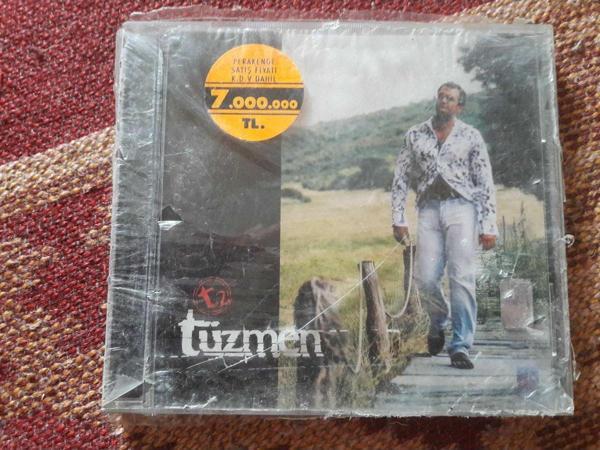 PERAKENDE
SATIŞ FİYATI
K.D.V. DAHİL
7.000.000
TL.
tz
tüzmen